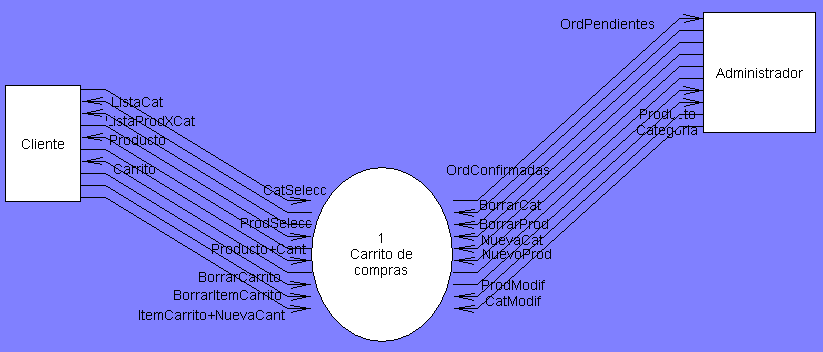 OrdPendientes
Administrador
ListaCat
ListaProdXCat
Producto
Categoria
Cliente
Producto
Carrito
OrdConfirmadas
CatSelecc
BorrarCat
ProdSelecc
BorrarProd
1
Carrito de
compras
Producto+Cant
NuevaCat
NuevoProd
BorrarCarrito
ProdModif
BorrarItemCarrito
CatModif
ItemCarrito+NuevaCant